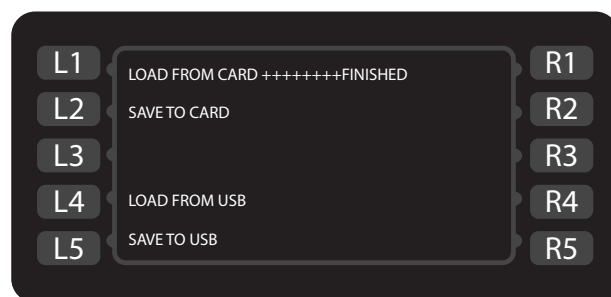 L1 LOAD FROM CARD ++++++++FINISHED R1
L2 SAVE TO CARD R2
L3 R3
L4 LOAD FROM USB R4
L5 SAVE TO USB R5